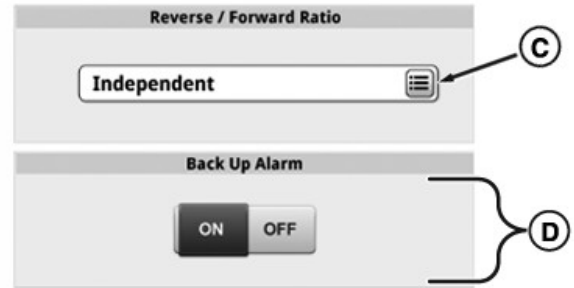 Reverse / Forward Ratio
Independent
C
Back Up Alarm
ON OFF
D